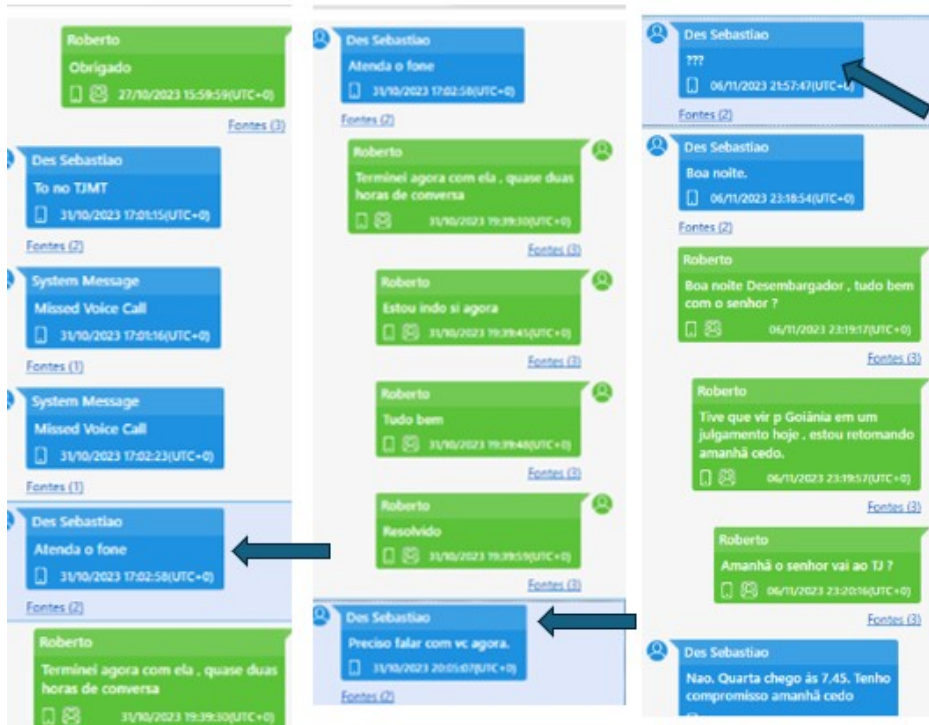 Roberto
Obrigado
27/10/2023 15:59:59(UTC+0)
Fontes (3)
Des Sebastiao
To no TJMT
31/10/2023 17:01:15(UTC+0)
Fontes (2)
System Message
Missed Voice Call
31/10/2023 17:01:16(UTC+0)
Fontes (1)
System Message
Missed Voice Call
31/10/2023 17:02:23(UTC+0)
Fontes (1)
Des Sebastiao
Atenda o fone
31/10/2023 17:02:58(UTC+0)
Fontes (2)
Roberto
Terminei agora com ela , quase duas
horas de conversa
31/10/2023 19:39:30(UTC+0)
Des Sebastiao
Atenda o fone
31/10/2023 17:02:58(UTC+0)
Fontes (2)
Roberto
Terminei agora com ela , quase duas
horas de conversa
31/10/2023 19:39:30(UTC+0)
Fontes (3)
Roberto
Estou indo si agora
31/10/2023 19:39:45(UTC+0)
Fontes (3)
Roberto
Tudo bem
31/10/2023 19:39:48(UTC+0)
Fontes (3)
Roberto
Resolvido
31/10/2023 19:39:59(UTC+0)
Fontes (3)
Des Sebastiao
Preciso falar com vc agora.
31/10/2023 20:05:07(UTC+0)
Fontes (2)
Des Sebastiao
???
06/11/2023 21:57:47(UTC+0)
Fontes (2)
Des Sebastiao
Boa noite.
06/11/2023 23:18:54(UTC+0)
Fontes (2)
Roberto
Boa noite Desembargador , tudo bem
com o senhor ?
06/11/2023 23:19:17(UTC+0)
Fontes (3)
Roberto
Tive que vir p Goiânia em um
julgamento hoje , estou retomando
amanhã cedo.
06/11/2023 23:19:57(UTC+0)
Fontes (3)
Roberto
Amanhã o senhor vai ao TJ ?
06/11/2023 23:20:16(UTC+0)
Fontes (3)
Des Sebastiao
Nao. Quarta chego ás 7,45. Tenho
compromisso amanhã cedo